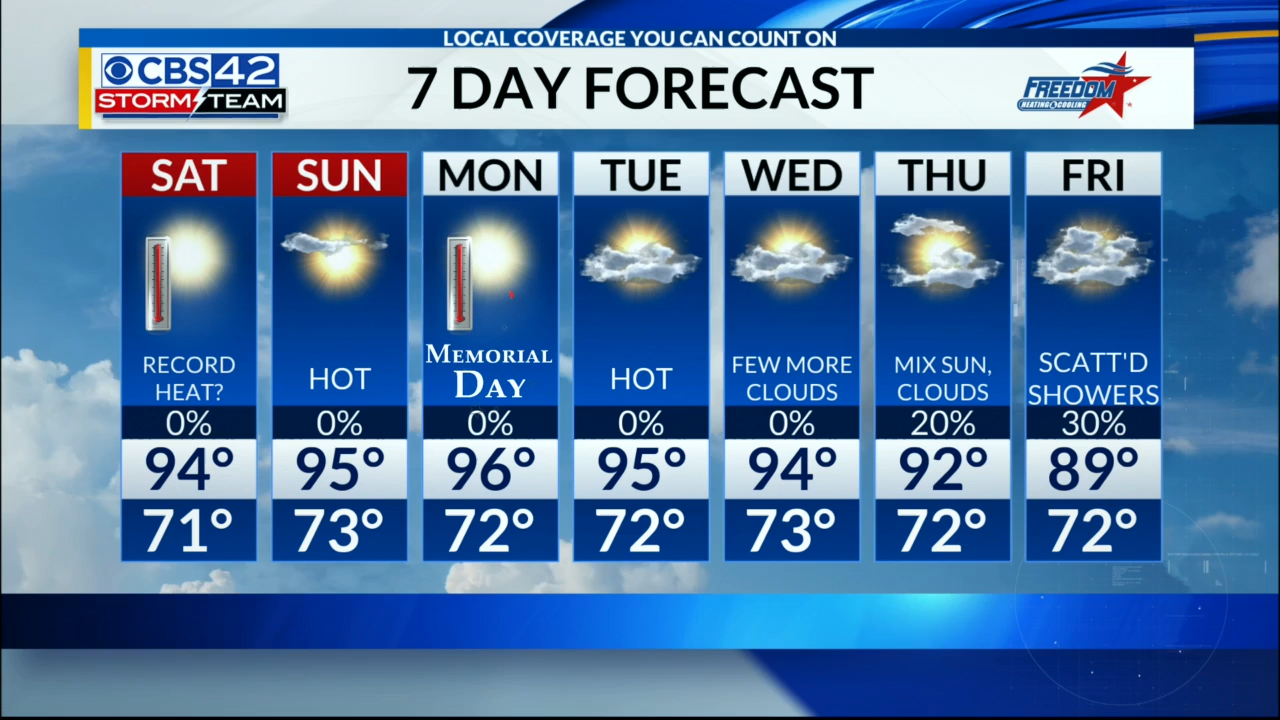 LOCAL COVERAGE YOU CAN COUNT ON
CBS 42
STORM TEAM
7 DAY FORECAST
FREEDOM
HEATING & COOLING
SAT SUN MON TUE WED THU FRI
RECORD HEAT?
HOT
MEMORIAL DAY
HOT
FEW MORE CLOUDS
MIX SUN, CLOUDS
SCATT'D SHOWERS
0% 0% 0% 0% 0% 20% 30%
94° 95° 96° 95° 94° 92° 89°
71° 73° 72° 72° 73° 72° 72°